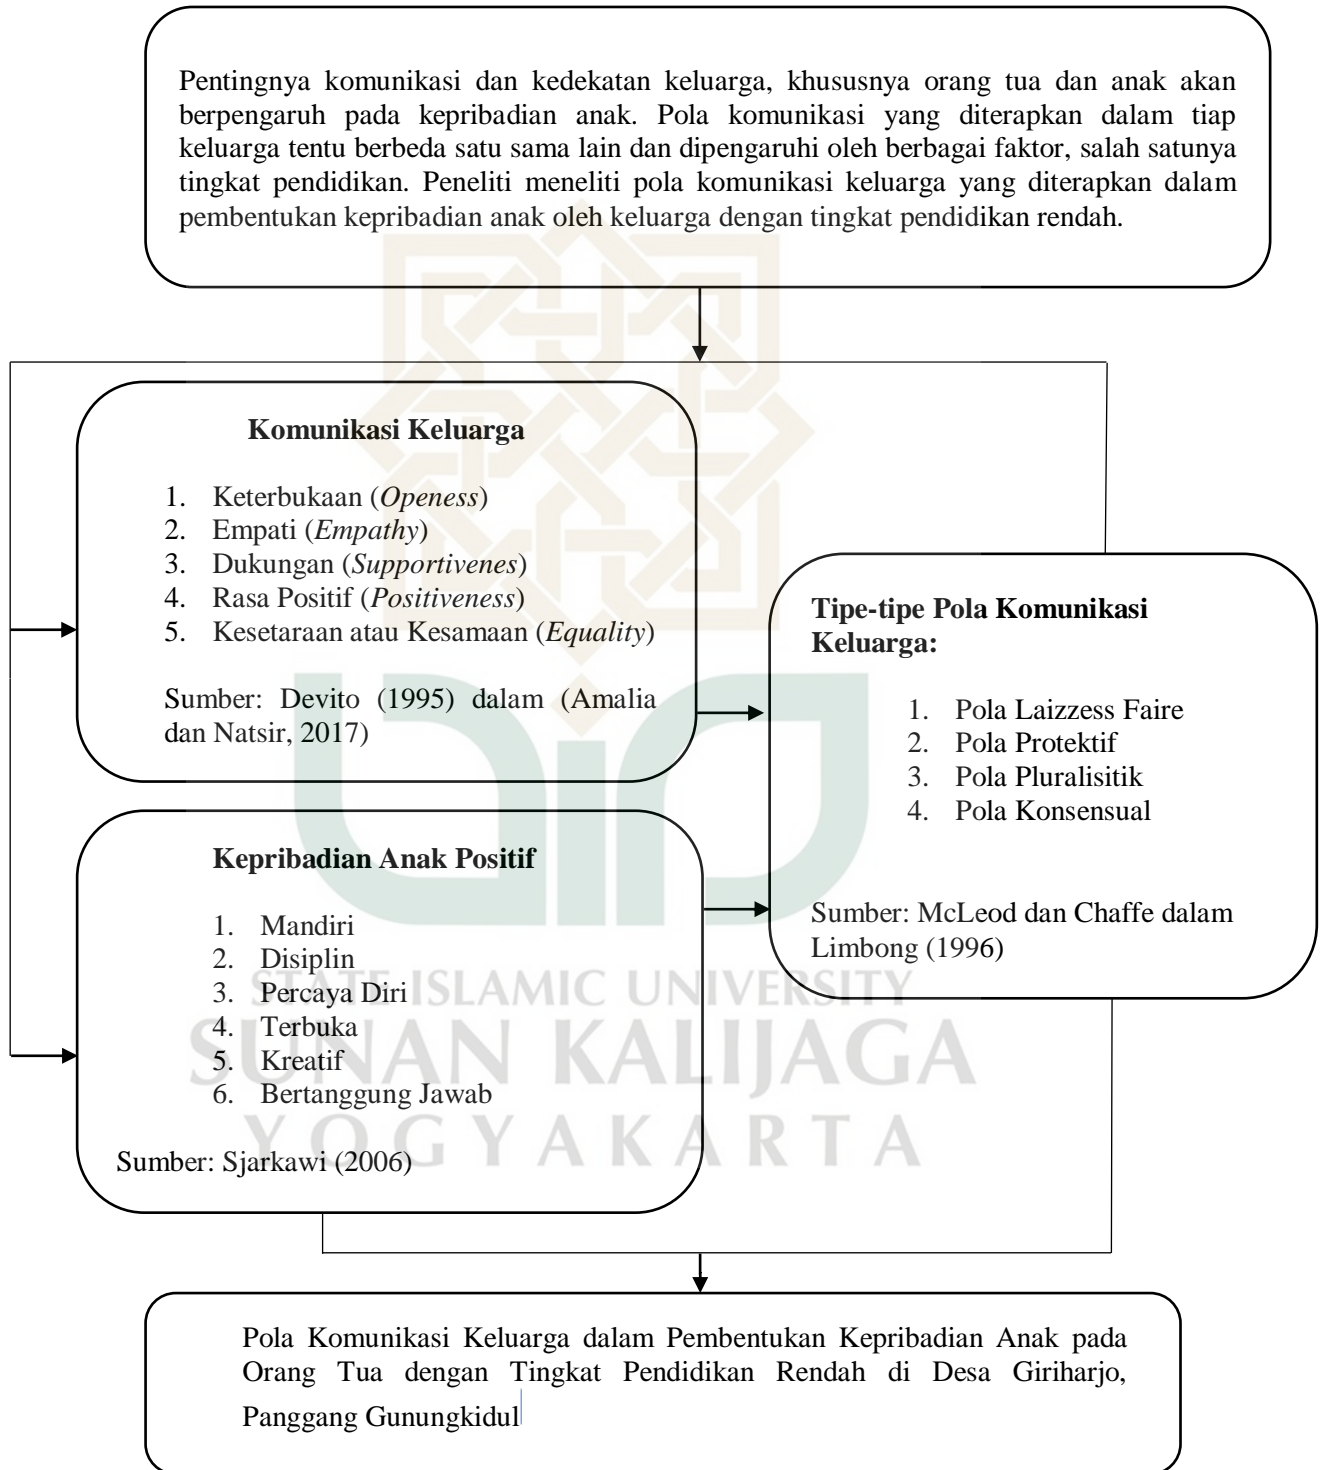 Pentingnya komunikasi dan kedekatan keluarga, khususnya orang tua dan anak akan
berpengaruh pada kepribadian anak. Pola komunikasi yang diterapkan dalam tiap
keluarga tentu berbeda satu sama lain dan dipengaruhi oleh berbagai faktor, salah satunya
tingkat pendidikan. Peneliti meneliti pola komunikasi keluarga yang diterapkan dalam
pembentukan kepribadian anak oleh keluarga dengan tingkat pendidikan rendah.
Komunikasi Keluarga
1. Keterbukaan (Openess)
2. Empati (Empathy)
3. Dukungan (Supportivenes)
4. Rasa Positif (Positiveness)
5. Kesetaraan atau Kesamaan (Equality)
Sumber: Devito (1995) dalam (Amalia
dan Natsir, 2017)
Tipe-tipe Pola Komunikasi
Keluarga:
1. Pola Laizzess Faire
2. Pola Protektif
3. Pola Pluralisitik
4. Pola Konsensual
Sumber: McLeod dan Chaffe dalam
Limbong (1996)
Kepribadian Anak Positif
1. Mandiri
2. Disiplin
3. Percaya Diri
4. Terbuka
5. Kreatif
6. Bertanggung Jawab
Sumber: Sjarkawi (2006)
STATE ISLAMIC UNIVERSITY
SUNAN KALIJAGA
YOGYAKARTA
Pola Komunikasi Keluarga dalam Pembentukan Kepribadian Anak pada
Orang Tua dengan Tingkat Pendidikan Rendah di Desa Giriharjo,
Panggang Gunungkidul